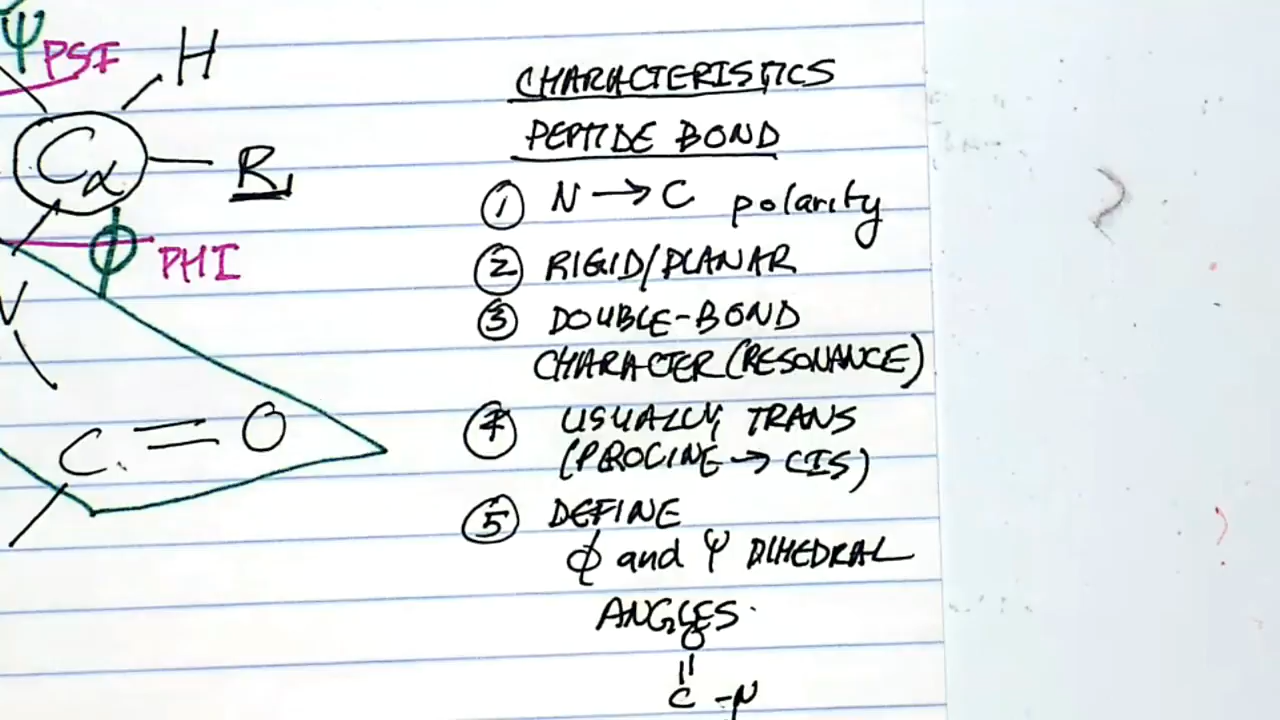 Ψ PSI
H
Cα
R1
ϕ PHI
C = O
CHARACTERISTICS
PEPTIDE BOND
① N → C polarity
② RIGID/PLANAR
③ DOUBLE-BOND
CHARACTER (RESONANCE)
④ USUALLY TRANS
(PROLINE → CIS)
⑤ DEFINE
ϕ and Ψ DIHEDRAL
ANGLES.
O
||
C - N